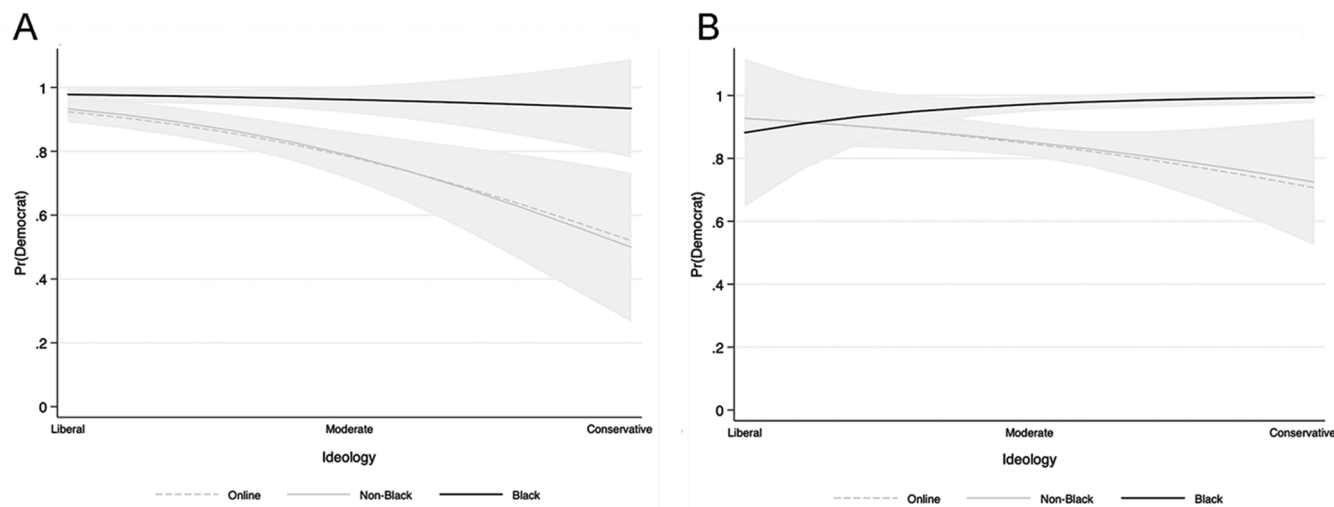 A
Pr(Democrat)
1
.8
.6
.4
.2
0
Liberal Moderate Conservative
Ideology
Online Non-Black Black
B
Pr(Democrat)
1
.8
.6
.4
.2
0
Liberal Moderate Conservative
Ideology
Online Non-Black Black